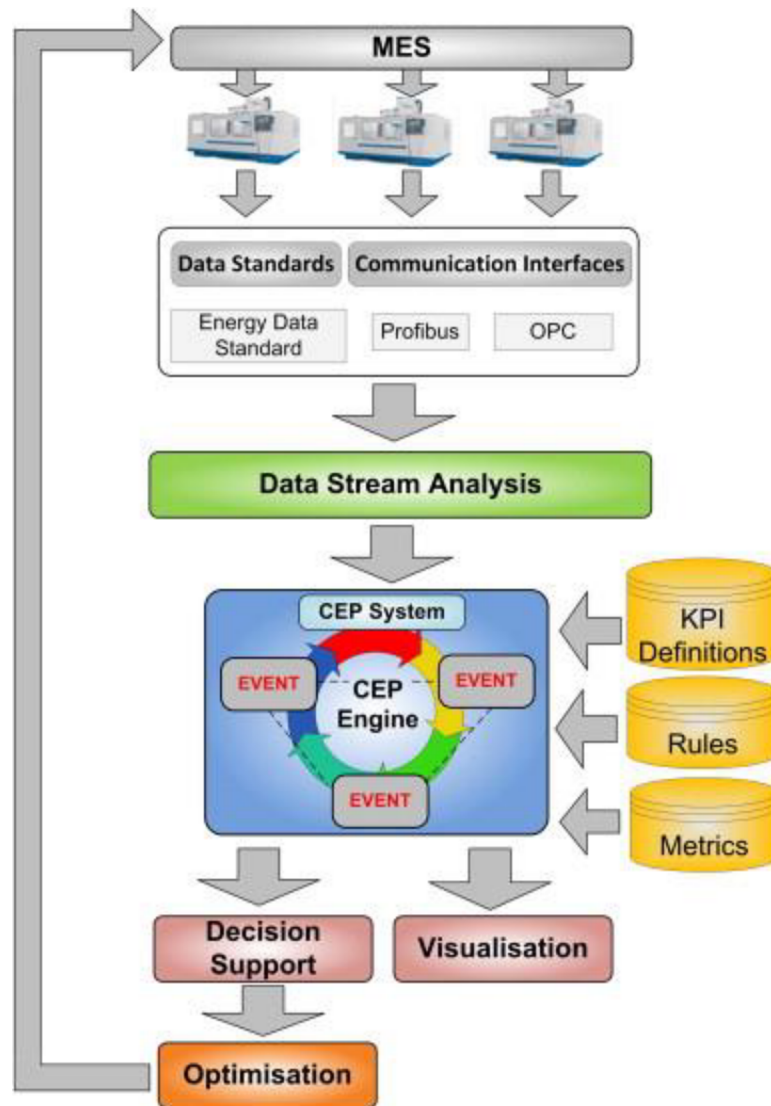 MES
Data Standards
Communication Interfaces
Energy Data
Standard
Profibus
OPC
Data Stream Analysis
CEP System
KPI
Definitions
EVENT
CEP
Engine
EVENT
Rules
EVENT
Metrics
Decision
Support
Visualisation
Optimisation